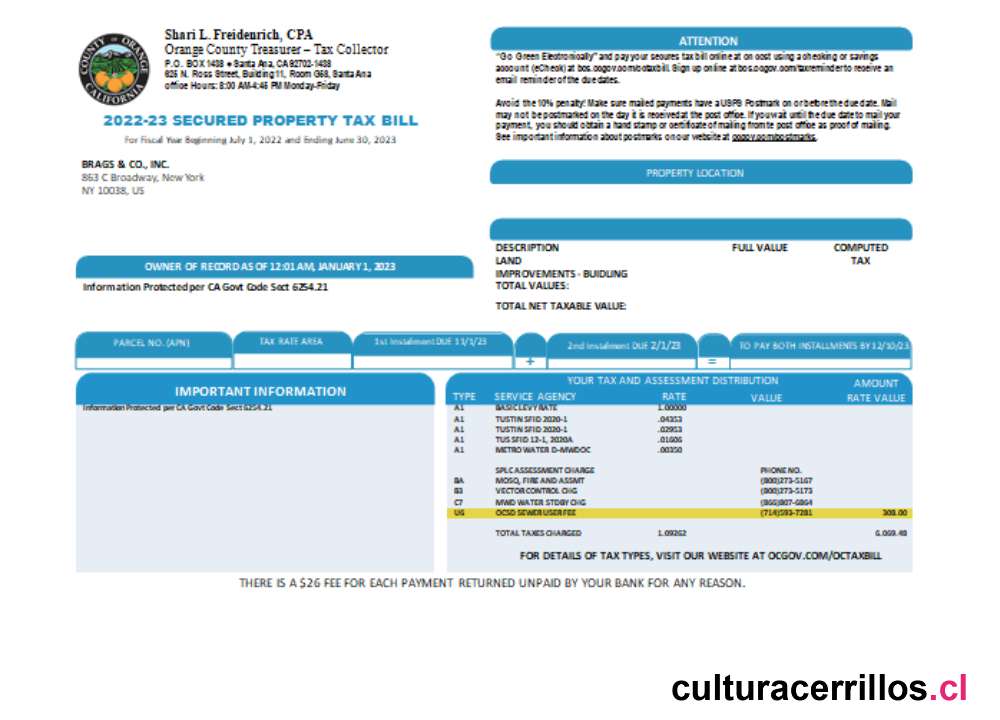 COUNTY OF ORANGE
CALIFORNIA
Shari L. Freidenrich, CPA
Orange County Treasurer – Tax Collector
P.O. BOX 1438 • Santa Ana, CA 92702-1438
625 N. Ross Street, Building 11, Room G58, Santa Ana
office Hours: 8:00 AM-4:45 PM Monday-Friday
2022-23 SECURED PROPERTY TAX BILL
For Fiscal Year Beginning July 1, 2022 and Ending June 30, 2023
BRAGS & CO., INC.
863 C Broadway, New York
NY 10038, US
ATTENTION
"Go Green Electronically" and pay your secures tax bill online at on oost using a oheoking or savings
account (eCheck) at bos.oogov.oom/ootaxbill. Sign up online at bos.oogov.oom/taxreminder to reseive an
email reminder of the due dates.
Avoid the 10% penalty! Make sure mailed payments have a USPS Postmark on or before the due date. Mail
may not be postmarked on the day it is received at the post office. If you wait until the due date to mail your
payment, you should obtain a hand stamp or certificate of mailing from te post office as proof of mailing.
See important information about postmarks on our website at oogov.oom/postmarks.
PROPERTY LOCATION
DESCRIPTION FULL VALUE COMPUTED
LAND TAX
IMPROVEMENTS - BUIDLING
TOTAL VALUES:
TOTAL NET TAXABLE VALUE:
OWNER OF RECORD AS OF 12:01 AM, JANUARY 1, 2023
Information Protected per CA Govt Code Sect 6254.21
PARCEL NO. (APN) TAX RATE AREA 1st Instalment DUE 11/1/23 + 2nd Instalment DUE 2/1/23 = TO PAY BOTH INSTALLMENTS BY 12/10/23
IMPORTANT INFORMATION
Information Protected per CA Govt Code Sect 6254.21
YOUR TAX AND ASSESSMENT DISTRIBUTION AMOUNT
TYPE SERVICE AGENCY RATE VALUE RATE VALUE
A1 BASIC LEVY RATE 1.00000
A1 TUSTIN SFID 2020-1 .04353
A1 TUSTIN SFID 2020-1 .02953
A1 TUS SFID 12-1, 2020A .01606
A1 METRO WATER D-MWDOC .00350
SPLC ASSESSMENT CHARGE PHONE NO.
BA MOSQ, FIRE AND ASSMT (800)273-5167
B3 VECTOR CONTROL CHG (800)273-5173
C7 MWD WATER STDBY CHG (866)807-6864
U6 OCSD SEWER USER FEE (714)593-7281 308.00
TOTAL TAXES CHARGED 1.09262 6.069.48
FOR DETAILS OF TAX TYPES, VISIT OUR WEBSITE AT OCGOV.COM/OCTAXBILL
THERE IS A $26 FEE FOR EACH PAYMENT RETURNED UNPAID BY YOUR BANK FOR ANY REASON.
culturacerrillos.cl